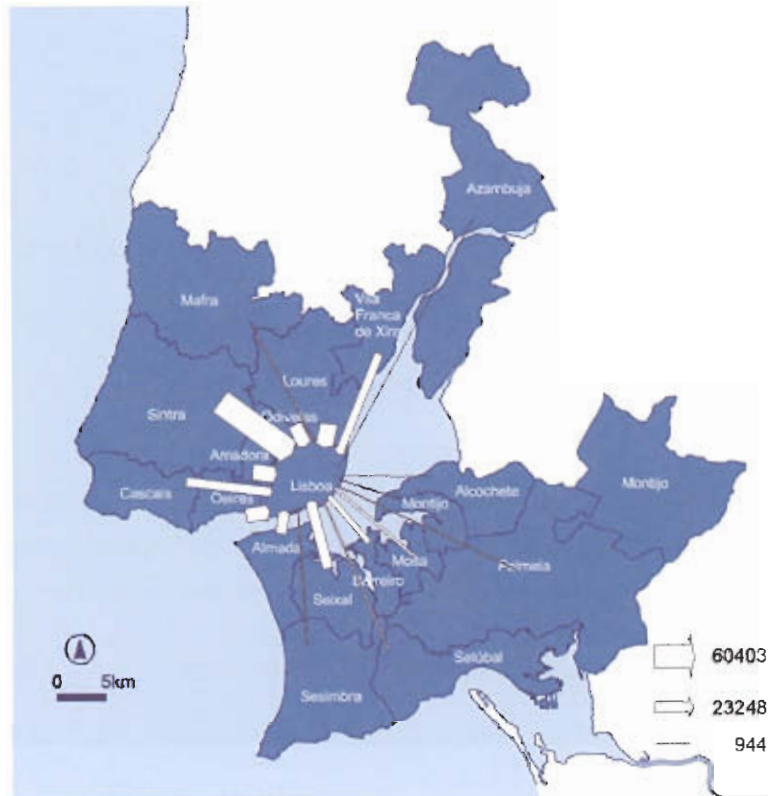 Azambuja
Mafra
Vila
Franca
de Xira
Loures
Sintra
Odivelas
Amadora
Lisboa
Cascais
Oeiras
Montijo
Alcochete
Montijo
Almada
Moita
Palmela
Barreiro
Seixal
Setúbal
Sesimbra
60403
23248
944
0 5km